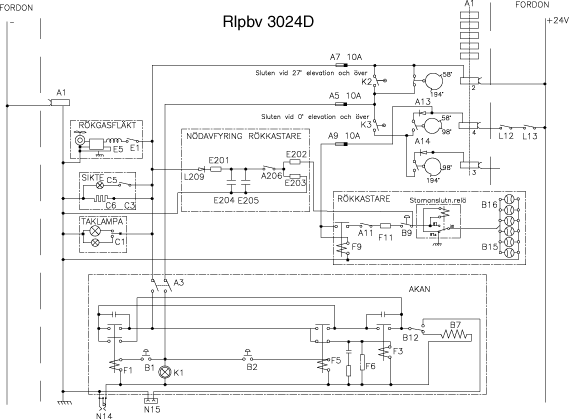 FORDON
Rlpbv 3024D
A1
FORDON
-
+24V
A7 10A
Sluten vid 27° elevation och över
K2
58°
194°
2
A1
A5 10A
A13
Sluten vid 0° elevation och över
K3
58°
98°
4
L12 L13
RÖKGASFLÄKT
E5 E1
NÖDAVFYRING RÖKKASTARE
A9 10A
A14
98°
194°
3
E201
E202
L209
A206
E203
E204 E205
SIKTE
C5
C6 C3
RÖKKASTARE
Stomanslutn.relä
B16
TAKLAMPA
C1
A11 F11 B9
F9
B15
A3
AKAN
B12
B7
F1
B1
K1
B2
F5
F6
F3
N14
N15